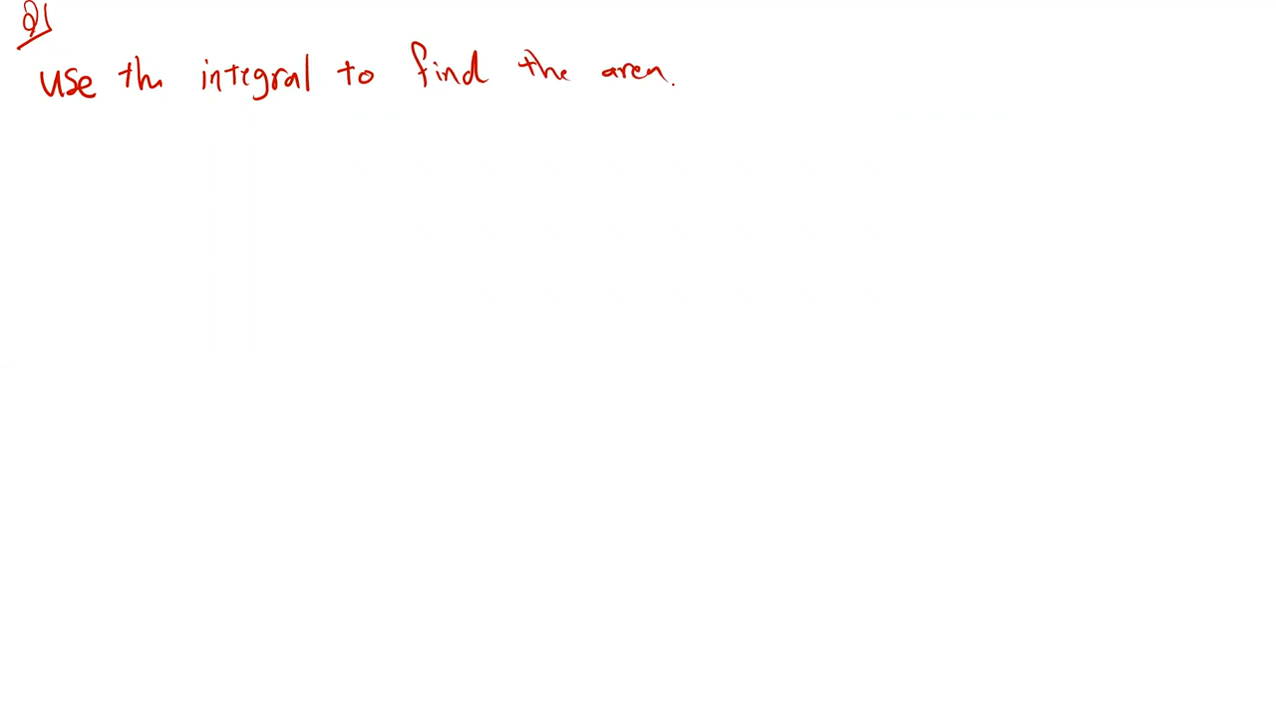 Q1
Use the integral to find the area.